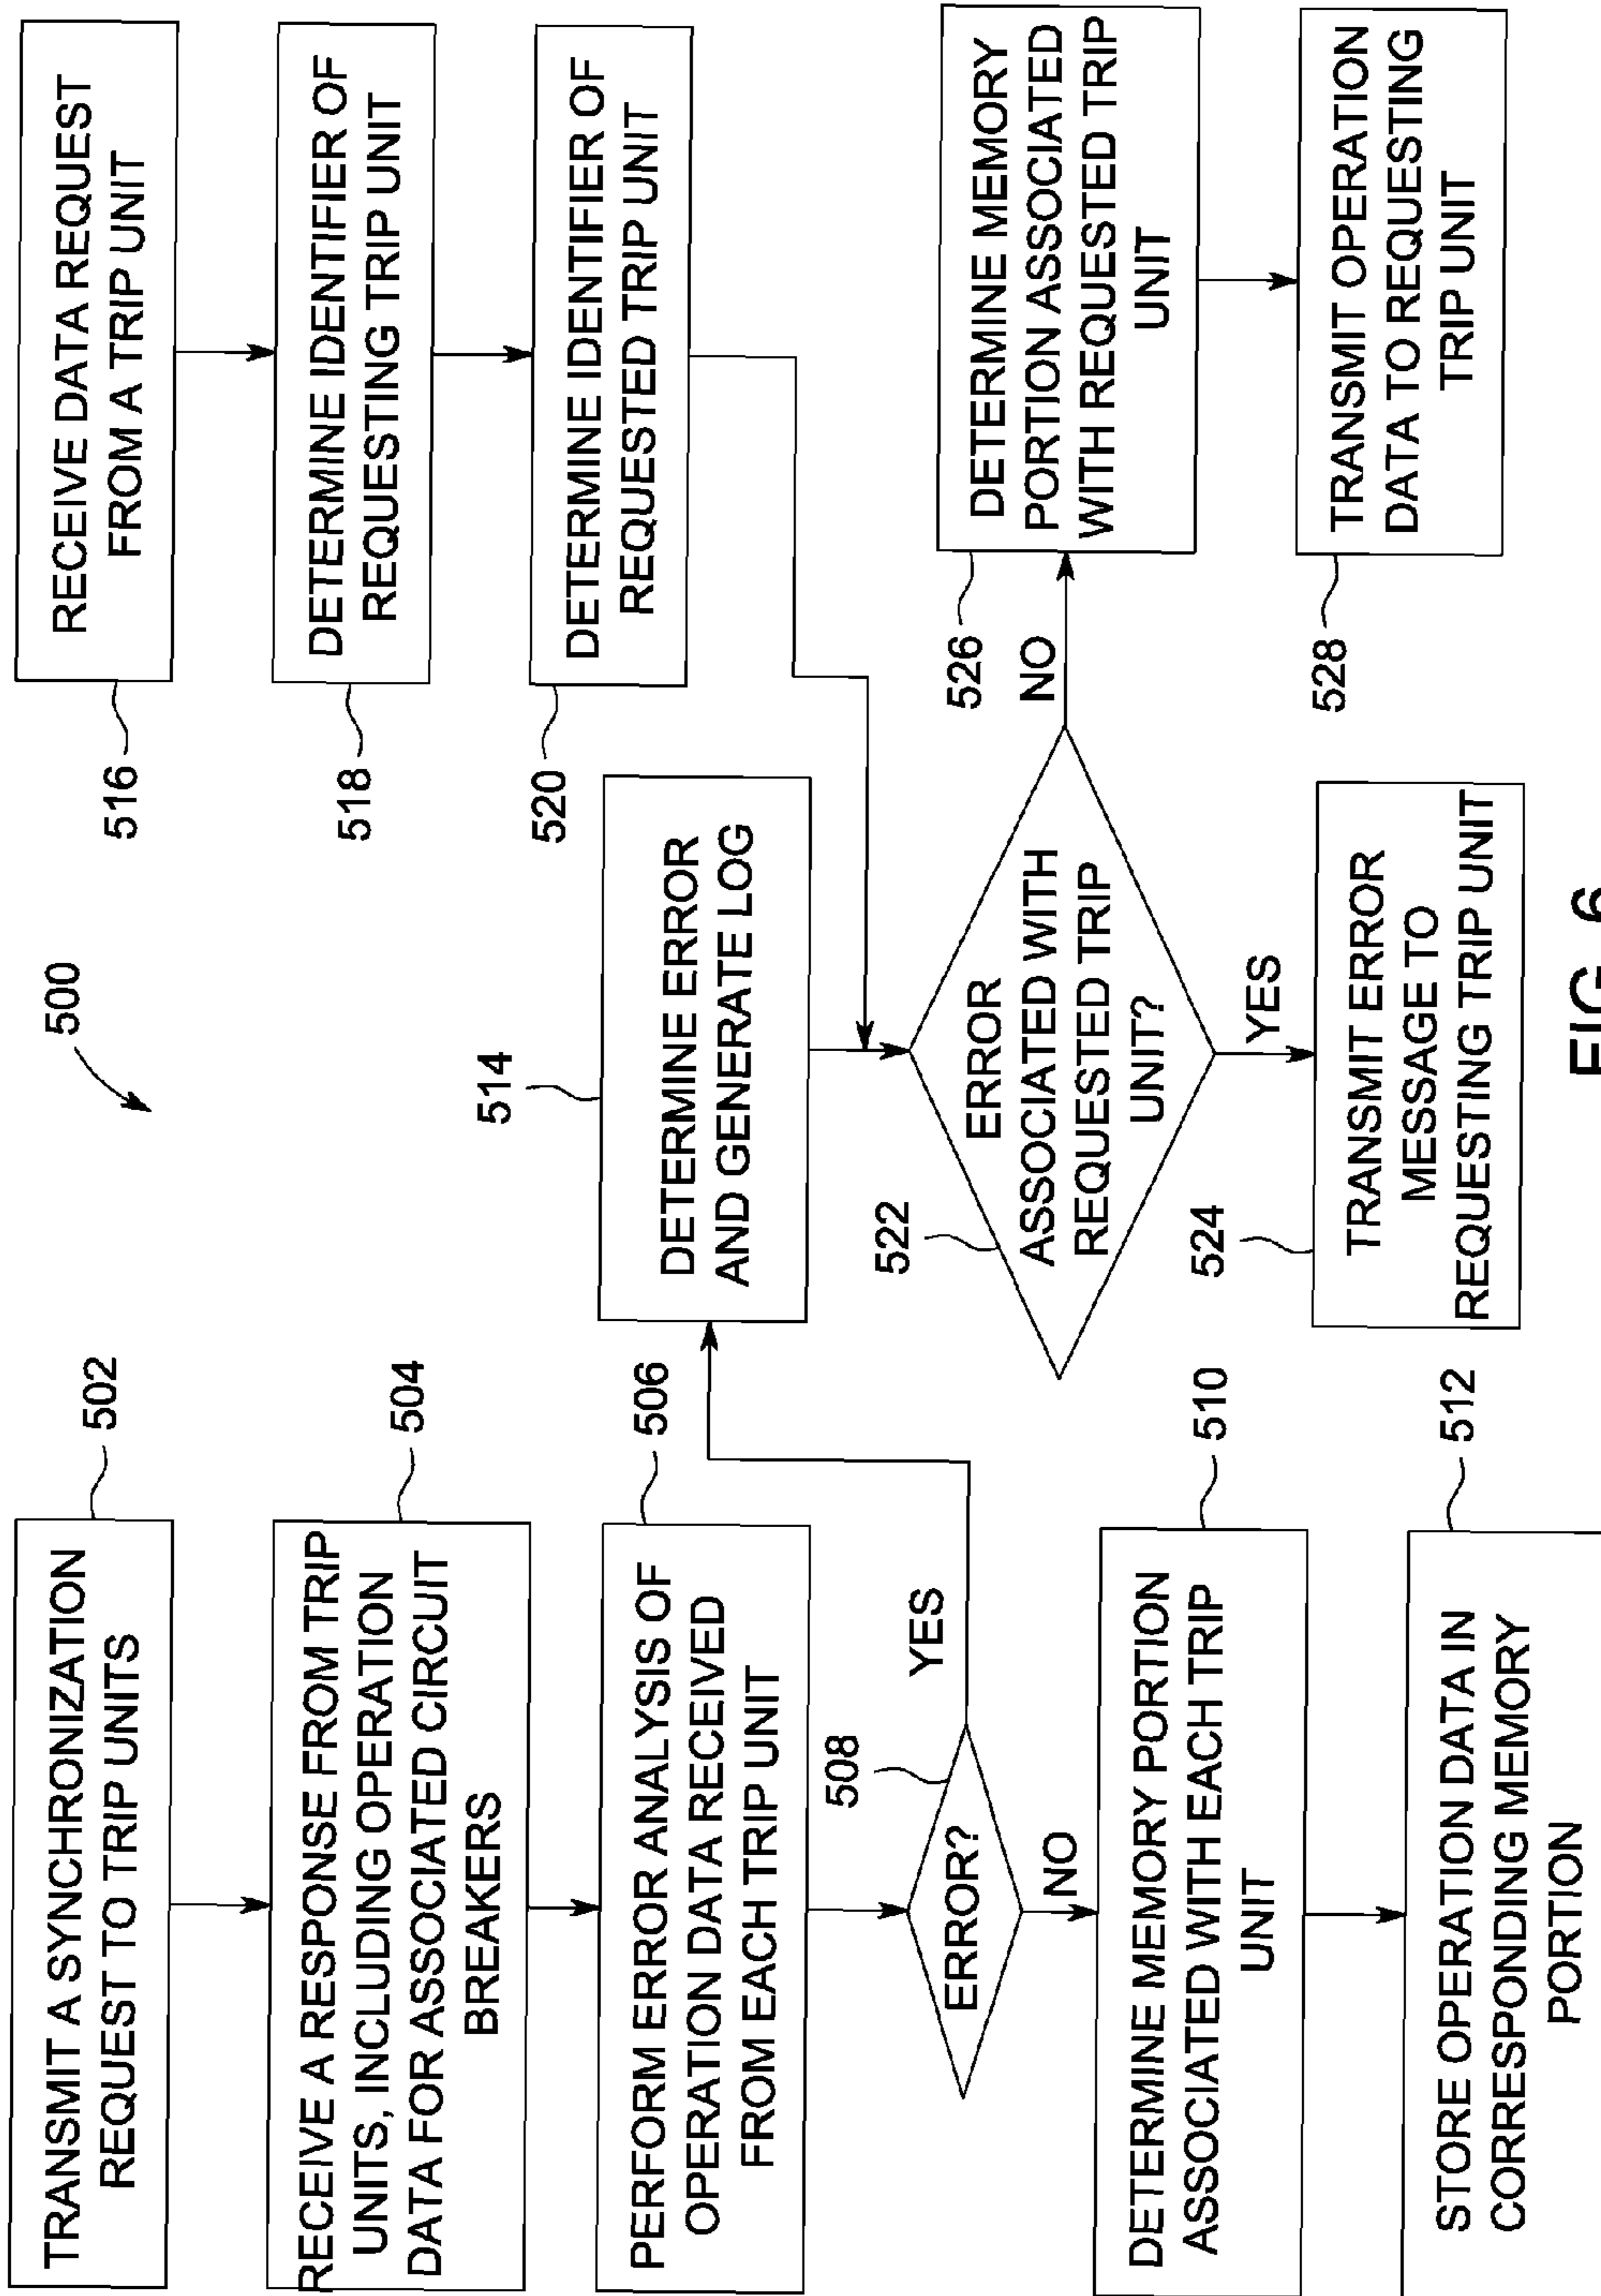 500
502
TRANSMIT A SYNCHRONIZATION
REQUEST TO TRIP UNITS
504
RECEIVE A RESPONSE FROM TRIP
UNITS, INCLUDING OPERATION
DATA FOR ASSOCIATED CIRCUIT
BREAKERS
506
PERFORM ERROR ANALYSIS OF
OPERATION DATA RECEIVED
FROM EACH TRIP UNIT
508
ERROR?
YES
NO
510
DETERMINE MEMORY PORTION
ASSOCIATED WITH EACH TRIP
UNIT
512
STORE OPERATION DATA IN
CORRESPONDING MEMORY
PORTION
514
DETERMINE ERROR
AND GENERATE LOG
516
RECEIVE DATA REQUEST
FROM A TRIP UNIT
518
DETERMINE IDENTIFIER OF
REQUESTING TRIP UNIT
520
DETERMINE IDENTIFIER OF
REQUESTED TRIP UNIT
522
ERROR
ASSOCIATED WITH
REQUESTED TRIP
UNIT?
YES
NO
524
TRANSMIT ERROR
MESSAGE TO
REQUESTING TRIP UNIT
526
DETERMINE MEMORY
PORTION ASSOCIATED
WITH REQUESTED TRIP
UNIT
528
TRANSMIT OPERATION
DATA TO REQUESTING
TRIP UNIT
FIG. 6